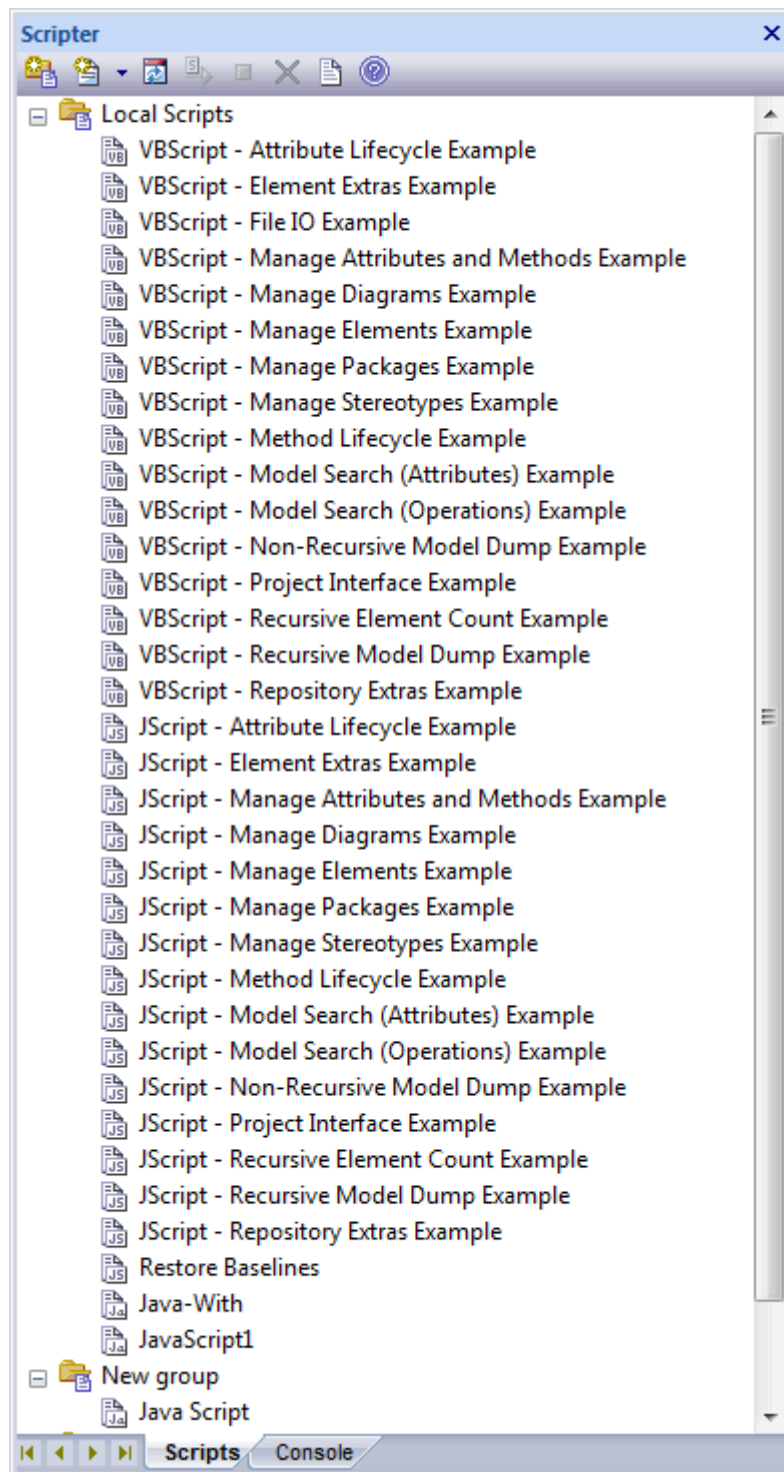 Scripter
Local Scripts
VBScript - Attribute Lifecycle Example
VBScript - Element Extras Example
VBScript - File IO Example
VBScript - Manage Attributes and Methods Example
VBScript - Manage Diagrams Example
VBScript - Manage Elements Example
VBScript - Manage Packages Example
VBScript - Manage Stereotypes Example
VBScript - Method Lifecycle Example
VBScript - Model Search (Attributes) Example
VBScript - Model Search (Operations) Example
VBScript - Non-Recursive Model Dump Example
VBScript - Project Interface Example
VBScript - Recursive Element Count Example
VBScript - Recursive Model Dump Example
VBScript - Repository Extras Example
JScript - Attribute Lifecycle Example
JScript - Element Extras Example
JScript - Manage Attributes and Methods Example
JScript - Manage Diagrams Example
JScript - Manage Elements Example
JScript - Manage Packages Example
JScript - Manage Stereotypes Example
JScript - Method Lifecycle Example
JScript - Model Search (Attributes) Example
JScript - Model Search (Operations) Example
JScript - Non-Recursive Model Dump Example
JScript - Project Interface Example
JScript - Recursive Element Count Example
JScript - Recursive Model Dump Example
JScript - Repository Extras Example
Restore Baselines
Java-With
JavaScript1
New group
Java Script
Scripts Console